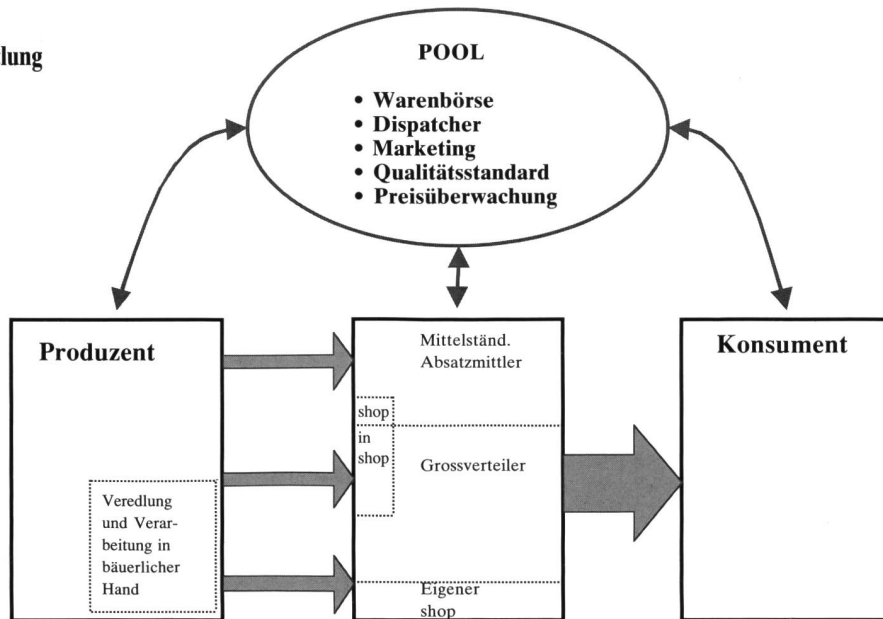 POOL
• Warenbörse
• Dispatcher
• Marketing
• Qualitätsstandard
• Preisüberwachung
Produzent
Veredlung
und Verar-
beitung in
bäuerlicher
Hand
Mittelständ.
Absatzmittler
shop
in
shop
Grossverteiler
Eigener
shop
Konsument